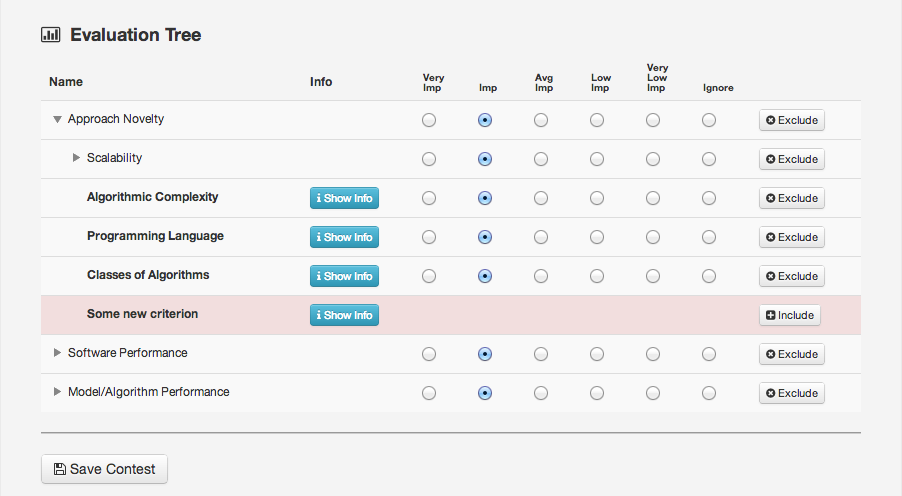 Evaluation Tree
Name Info Very Imp Imp Avg Imp Low Imp Very Low Imp Ignore
Approach Novelty Exclude
Scalability Exclude
Algorithmic Complexity Show Info Exclude
Programming Language Show Info Exclude
Classes of Algorithms Show Info Exclude
Some new criterion Show Info Include
Software Performance Exclude
Model/Algorithm Performance Exclude
Save Contest